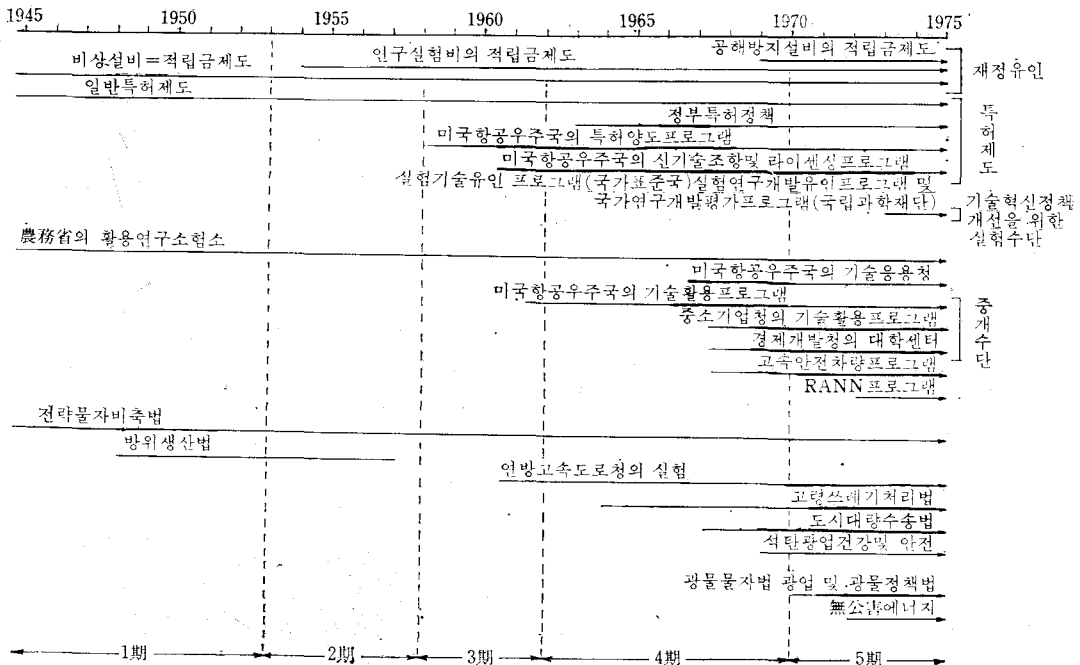 1945 1950 1955 1960 1965 1970 1975
공해방지설비의 적립금제도
연구실험비의 적립금제도
비상설비=적립금제도
재정유인
일반특허제도
정부특허정책
미국항공우주국의 특허양도프로그램
미국항공우주국의 신기술조항및 라이센싱프로그램
특허제도
실험기술유인 프로그램(국가표준국)실험연구개발유인프로그램 및
국가연구개발평가프로그램(국립과학재단)
기술혁신정책
개선을 위한
실험수단
農務省의 활용연구소험소
미국항공우주국의 기술응용청
미국항공우주국의 기술활용프로그램
중소기업청의 기술활용프로그램
경제개발청의 대학센터
고속안전차량프로그램
중개수단
RANN프로그램
전략물자비축법
방위생산법
연방고속도로청의 실험
고령쓰레기처리법
도시대량수송법
석탄광업건강및 안전
광물물자법 광업 및 광물정책법
無公害에너지
1期 2期 3期 4期 5期